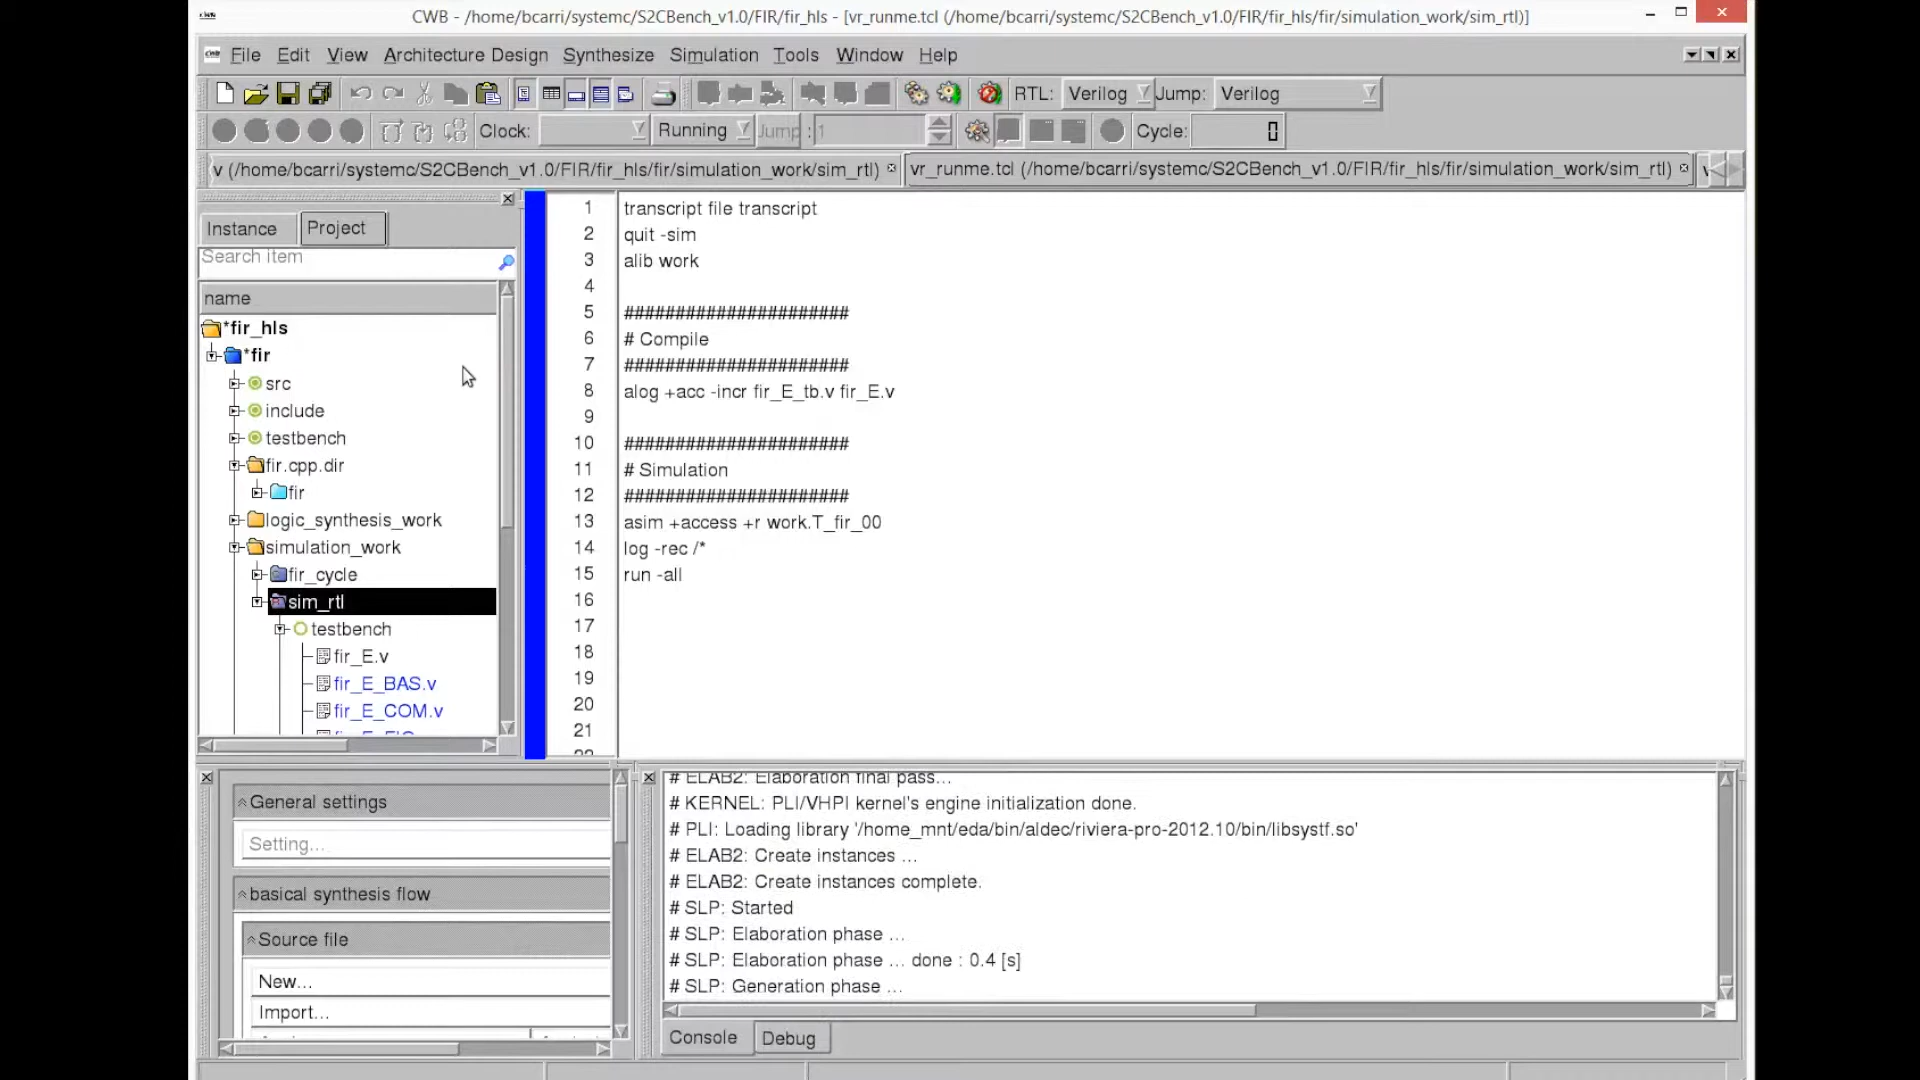 CWB - /home/bcarri/systemc/S2CBench_v1.0/FIR/fir_hls - [vr_runme.tcl (/home/bcarri/systemc/S2CBench_v1.0/FIR/fir_hls/fir/simulation_work/sim_rtl)]
File Edit View Architecture Design Synthesize Simulation Tools Window Help
RTL: Verilog Jump: Verilog
Clock: Running Jump : 1 Cycle: 0
v (/home/bcarri/systemc/S2CBench_v1.0/FIR/fir_hls/fir/simulation_work/sim_rtl) vr_runme.tcl (/home/bcarri/systemc/S2CBench_v1.0/FIR/fir_hls/fir/simulation_work/sim_rtl)
Instance Project
Search Item
name
*fir_hls
*fir
src
include
testbench
fir.cpp.dir
fir
logic_synthesis_work
simulation_work
fir_cycle
sim_rtl
testbench
fir_E.v
fir_E_BAS.v
fir_E_COM.v
1 transcript file transcript
2 quit -sim
3 alib work
4
5 ######################
6 # Compile
7 ######################
8 alog +acc -incr fir_E_tb.v fir_E.v
9
10 ######################
11 # Simulation
12 ######################
13 asim +access +r work.T_fir_00
14 log -rec /*
15 run -all
16
17
18
19
20
21
22
General settings
Setting...
basical synthesis flow
Source file
New...
Import...
# ELAB2: Elaboration final pass...
# KERNEL: PLI/VHPI kernel's engine initialization done.
# PLI: Loading library '/home_mnt/eda/bin/aldec/riviera-pro-2012.10/bin/libsystf.so'
# ELAB2: Create instances ...
# ELAB2: Create instances complete.
# SLP: Started
# SLP: Elaboration phase ...
# SLP: Elaboration phase ... done : 0.4 [s]
# SLP: Generation phase ...
Console Debug